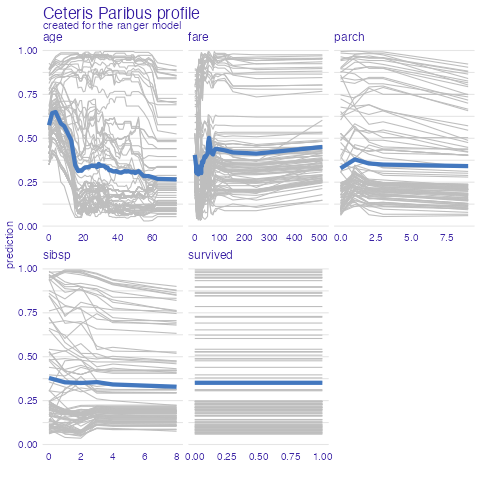 Ceteris Paribus profile
created for the ranger model
age
fare
parch
1.00
0.75
0.50
0.25
0.00
0 20 40 60
0 100 200 300 400 500
0.0 2.5 5.0 7.5
prediction
sibsp
survived
1.00
0.75
0.50
0.25
0.00
0 2 4 6 8
0.00 0.25 0.50 0.75 1.00